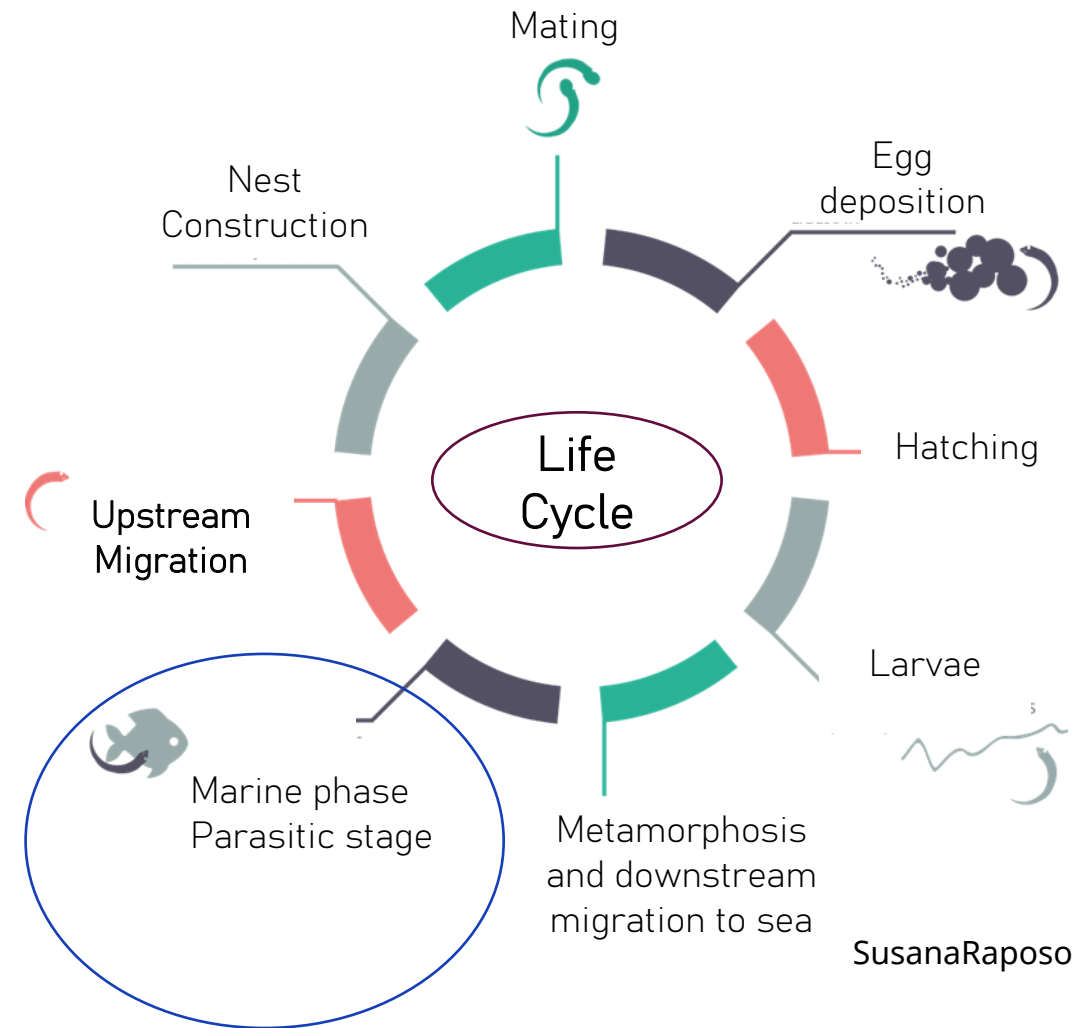 Mating
Egg
deposition
Nest
Construction
Hatching
Life
Cycle
Upstream
Migration
Larvae
Marine phase
Parasitic stage
Metamorphosis
and downstream
migration to sea
SusanaRaposo